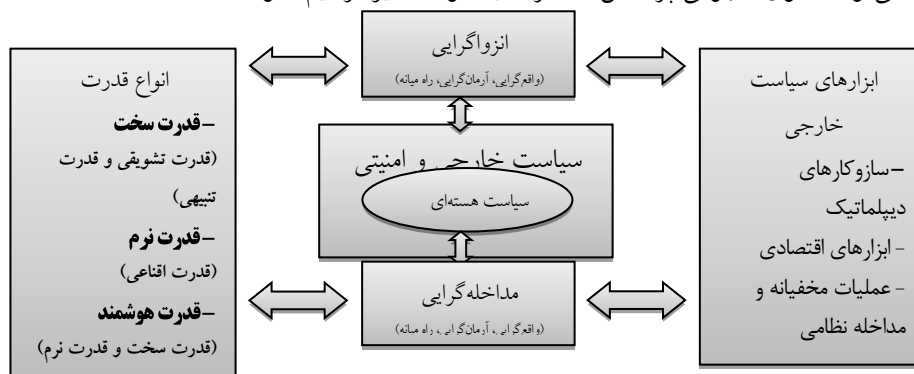 انزواگرایی
(واقع‌گرایی، آرمان‌گرایی، راه میانه)
ابزارهای سیاست
خارجی
–سازوکارهای
دیپلماتیک
- ابزارهای اقتصادی
- عملیات مخفیانه و
مداخله نظامی
سیاست خارجی و امنیتی
سیاست هسته‌ای
مداخله‌گرایی
(واقع‌گرایی، آرمان‌گرایی، راه میانه)
انواع قدرت
–قدرت سخت
(قدرت تشویقی و قدرت
تنبیهی)
–قدرت نرم
(قدرت اقناعی)
–قدرت هوشمند
(قدرت سخت و قدرت نرم)